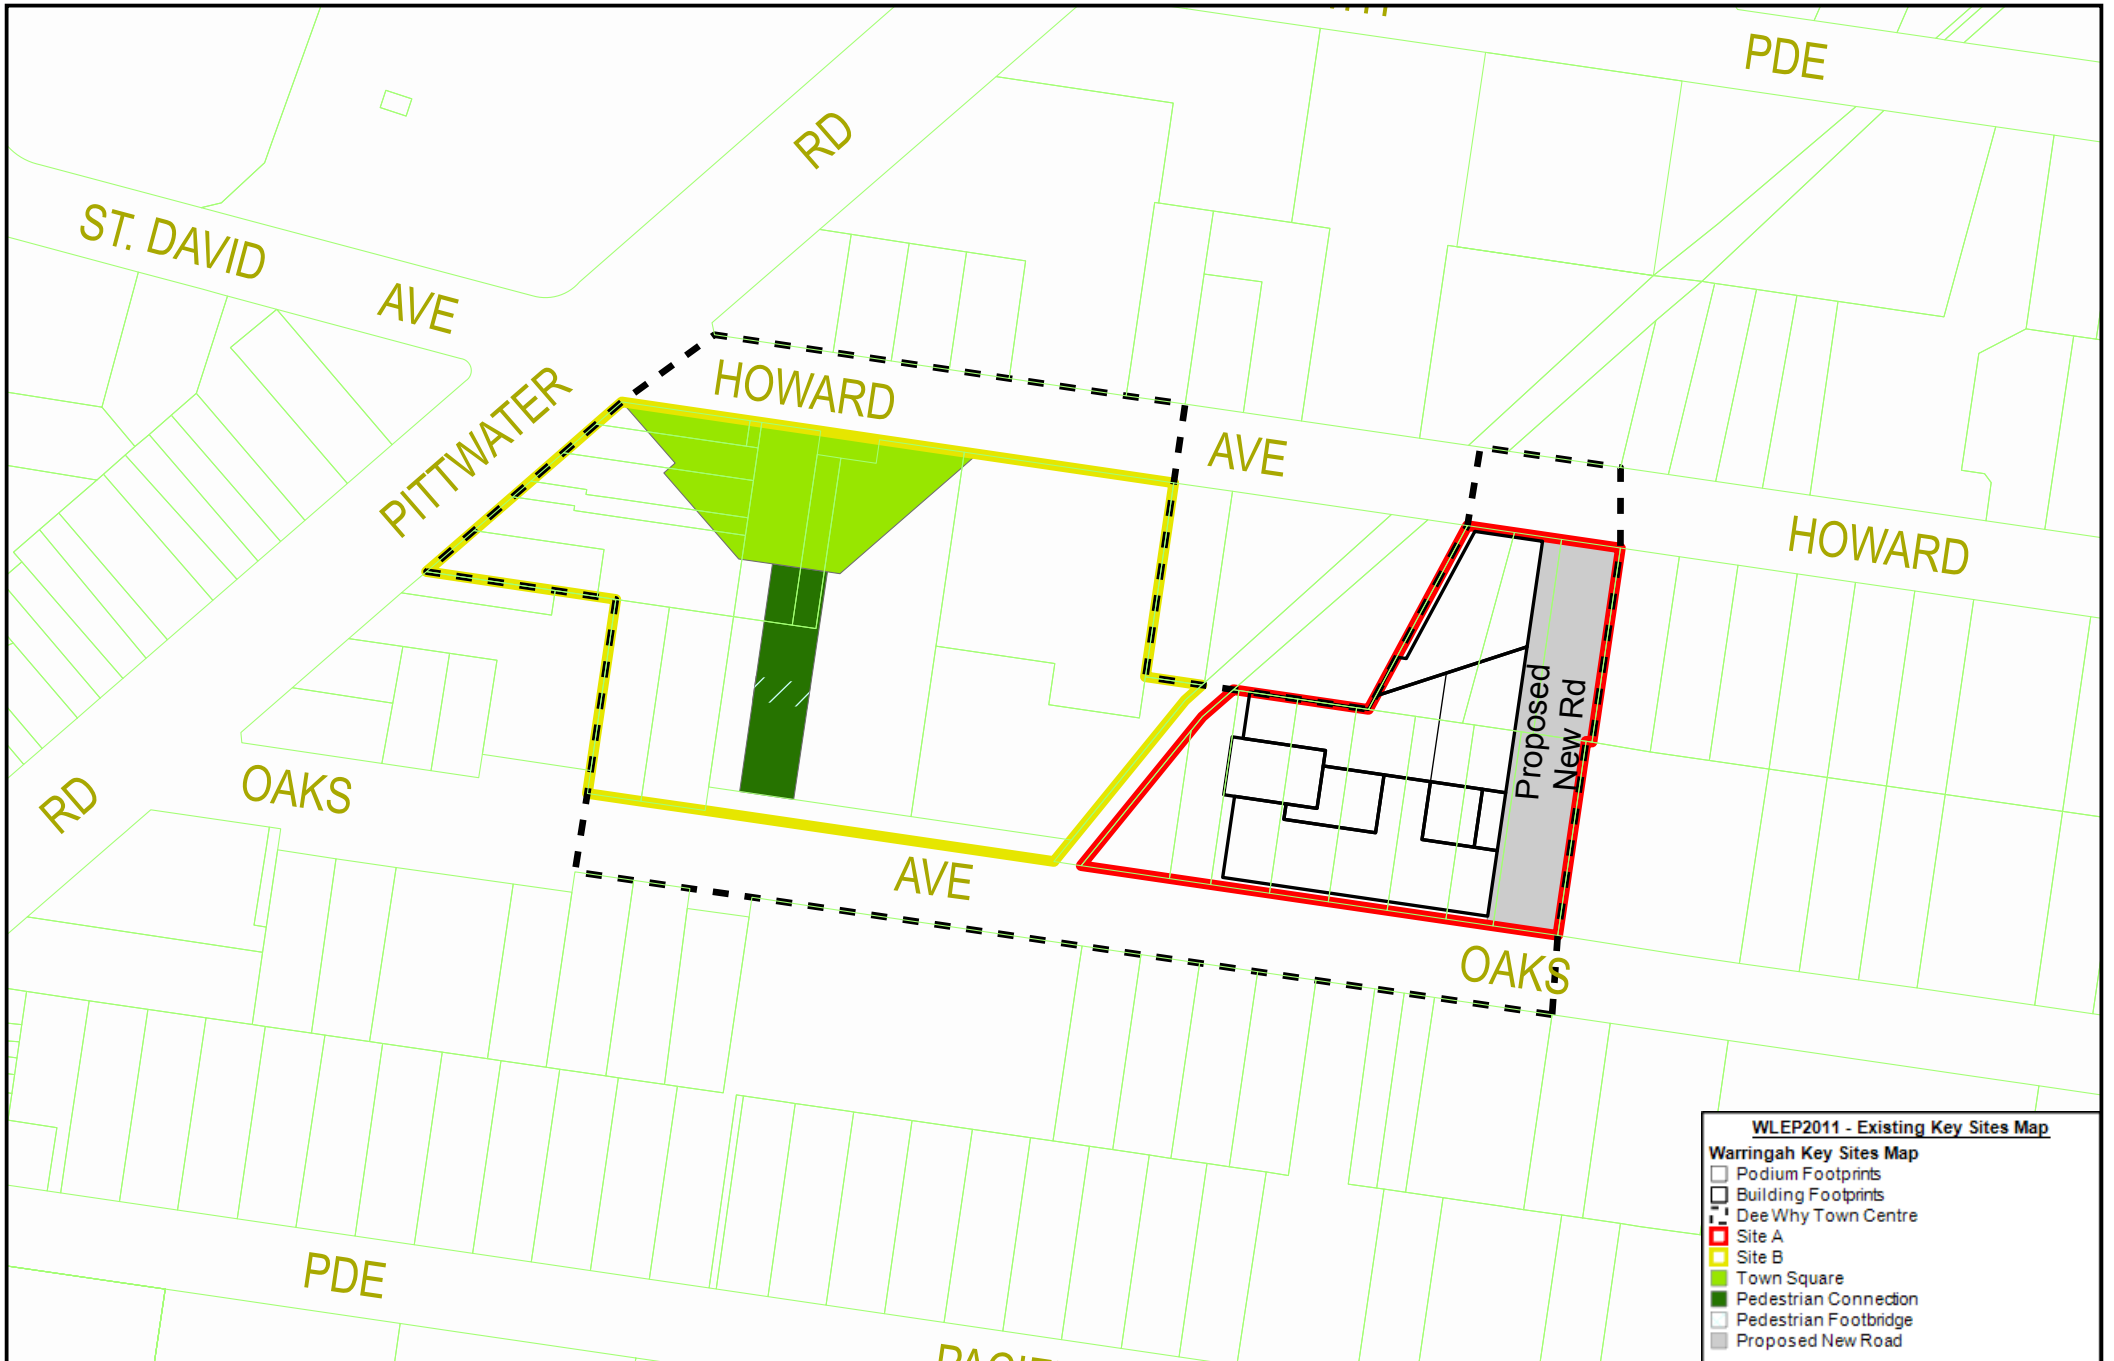 PDE
RD
ST. DAVID
AVE
HOWARD
PITTWATER
AVE
HOWARD
Proposed
New Rd
OAKS
RD
AVE
OAKS
PDE
WLEP2011 - Existing Key Sites Map
Warringah Key Sites Map
Podium Footprints
Building Footprints
Dee Why Town Centre
Site A
Site B
Town Square
Pedestrian Connection
Pedestrian Footbridge
Proposed New Road